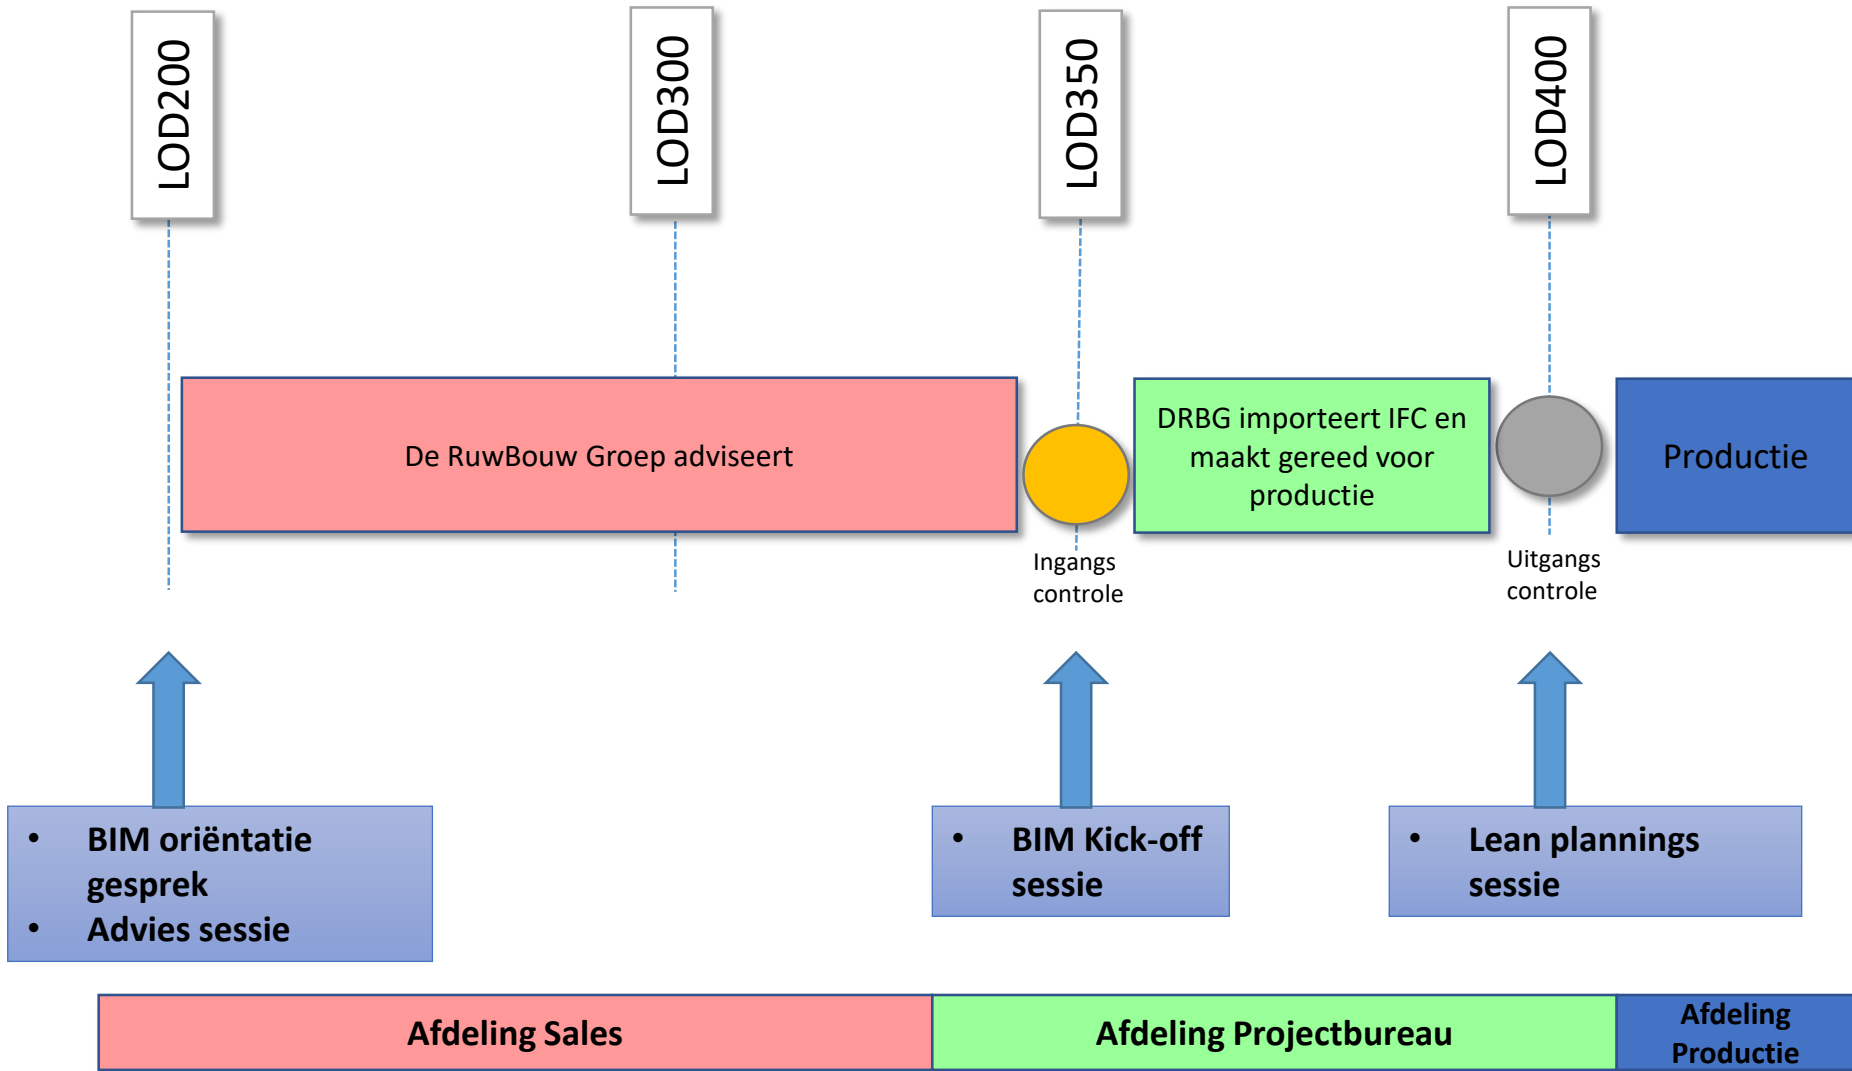 LOD200
LOD300
LOD350
LOD400
De RuwBouw Groep adviseert
DRBG importeert IFC en
maakt gereed voor
productie
Productie
Ingangs
controle
Uitgangs
controle
• BIM oriëntatie
gesprek
• Advies sessie
• BIM Kick-off
sessie
• Lean plannings
sessie
Afdeling Sales
Afdeling Projectbureau
Afdeling
Productie